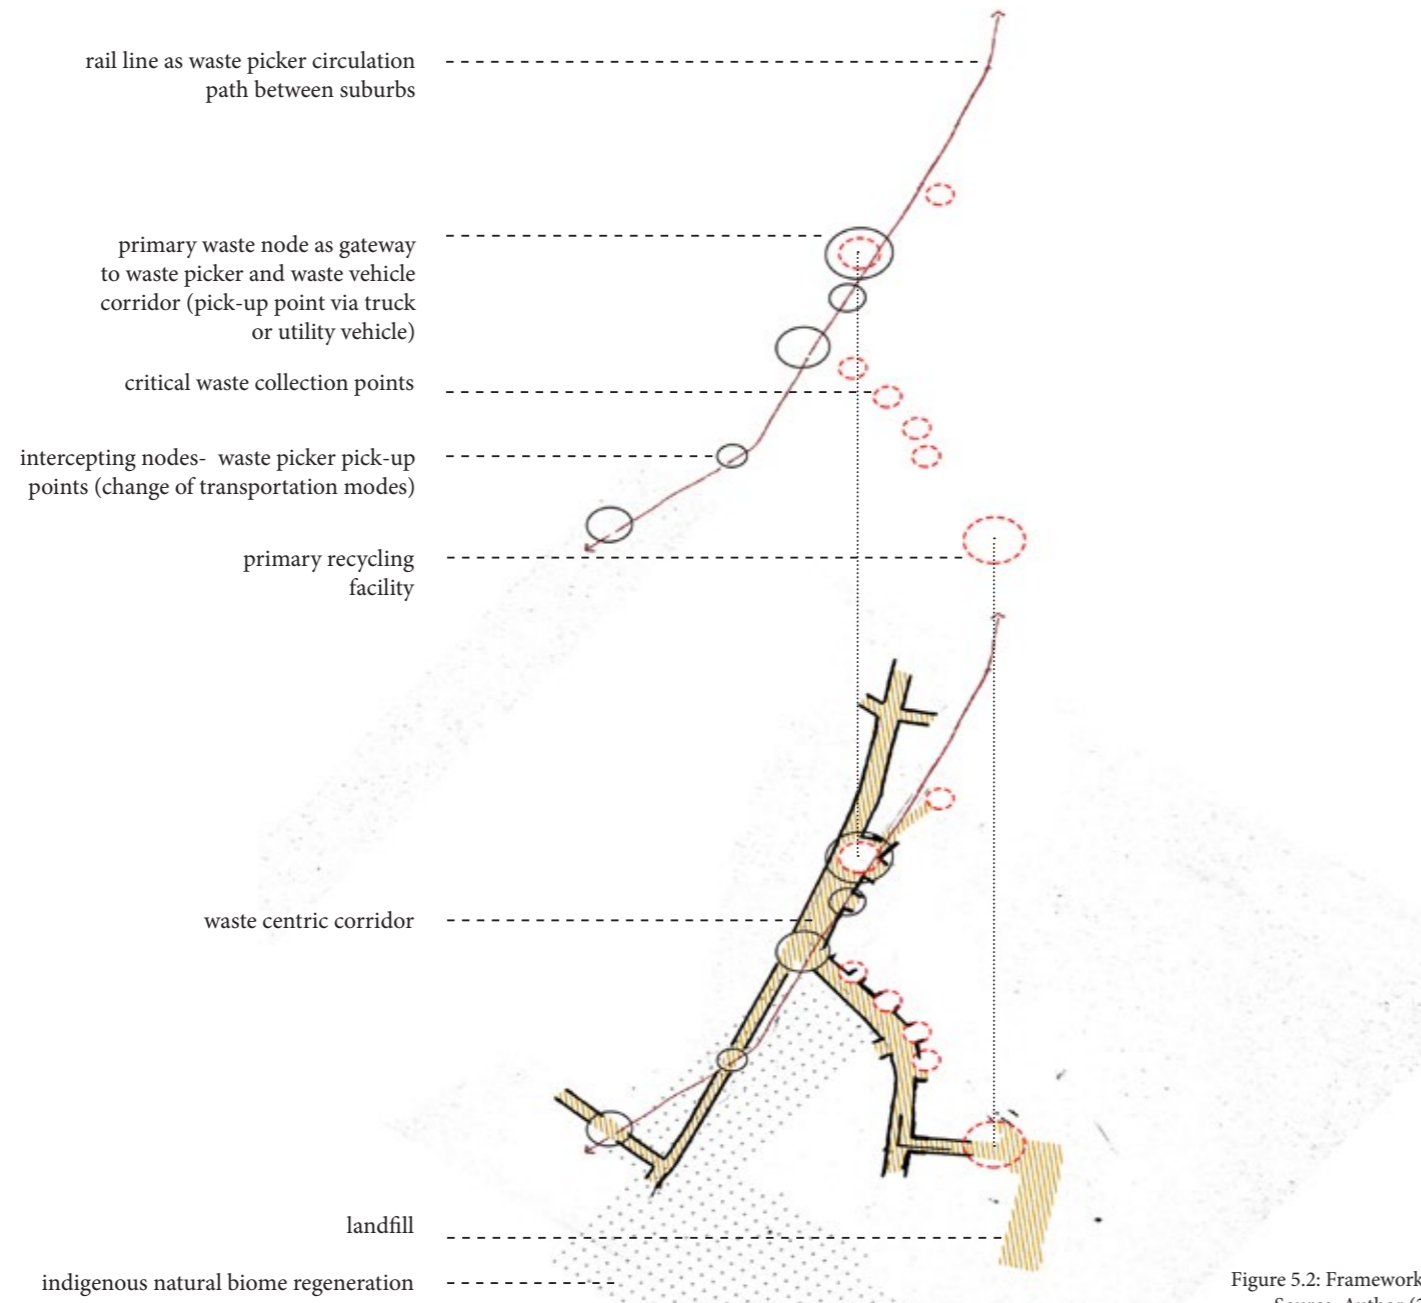 rail line as waste picker circulation
path between suburbs
primary waste node as gateway
to waste picker and waste vehicle
corridor (pick-up point via truck
or utility vehicle)
critical waste collection points
intercepting nodes-  waste picker pick-up
points (change of transportation modes)
primary recycling
facility
waste centric corridor
landfill
indigenous natural biome regeneration
Figure 5.2: Framework
Source: Author